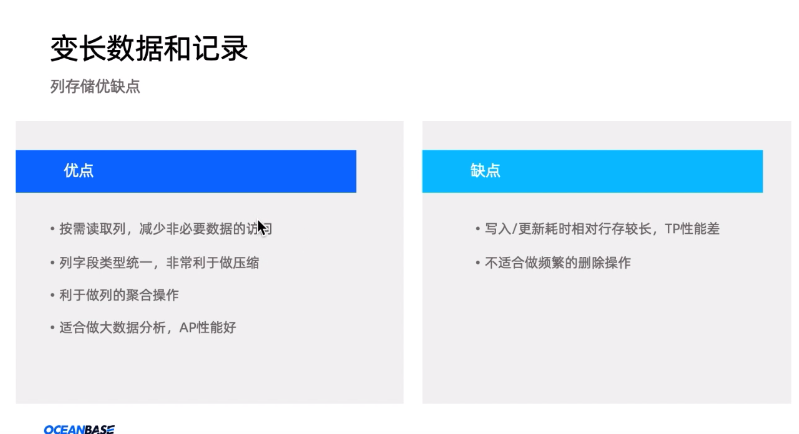 变长数据和记录
列存储优缺点
优点
• 按需读取列，减少非必要数据的访问
• 列字段类型统一，非常利于做压缩
• 利于做列的聚合操作
• 适合做大数据分析，AP性能好
缺点
• 写入/更新耗时相对行存较长，TP性能差
• 不适合做频繁的删除操作
OCEANBASE